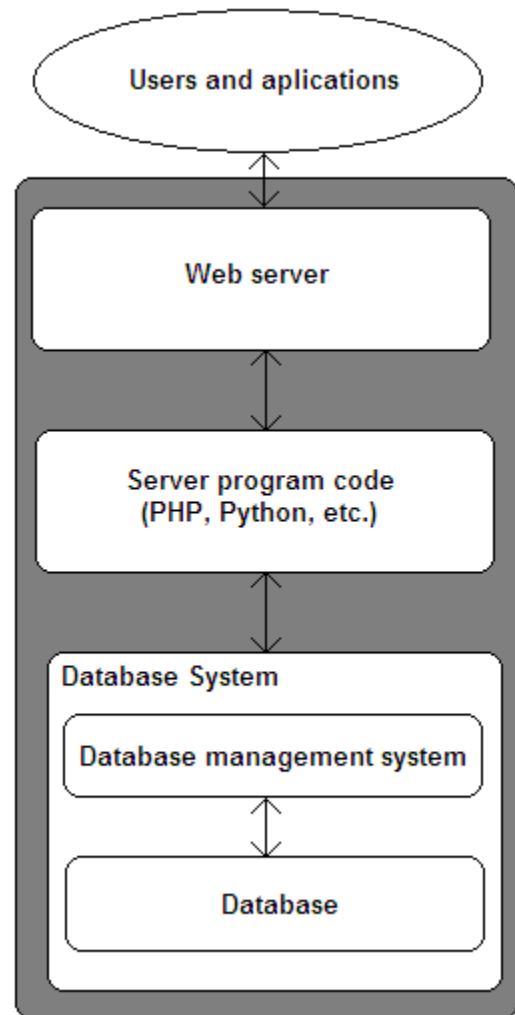 Users and aplications
Web server
Server program code
(PHP, Python, etc.)
Database System
Database management system
Database